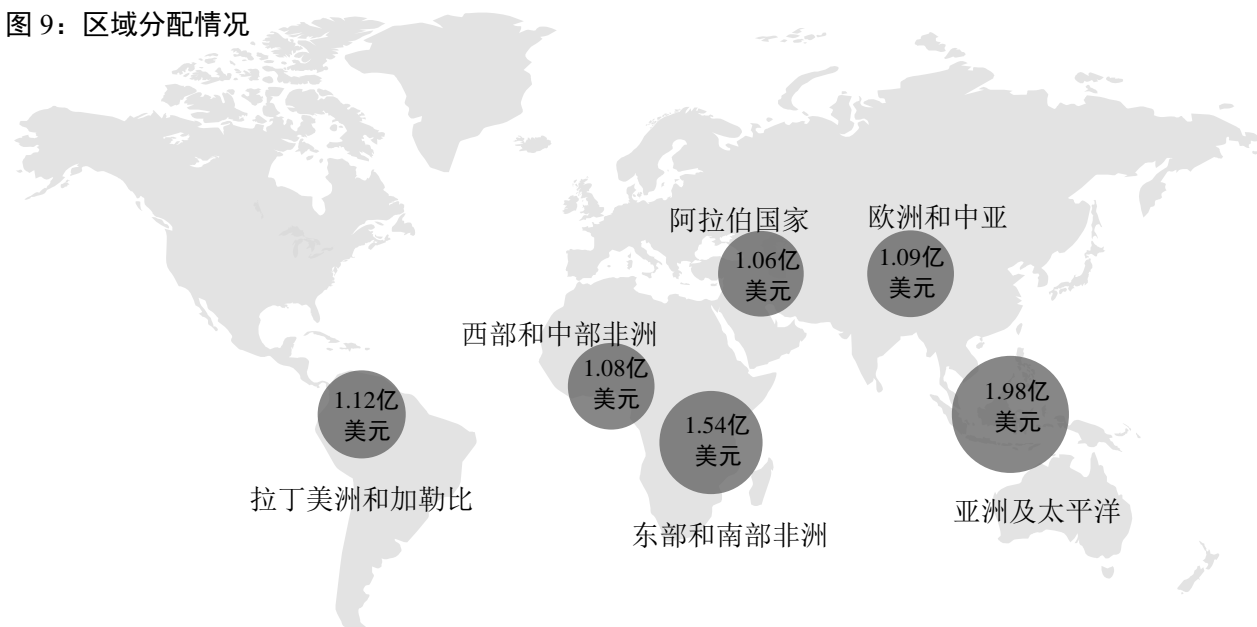 图 9：区域分配情况
阿拉伯国家
1.06亿
美元
欧洲和中亚
1.09亿
美元
西部和中部非洲
1.08亿
美元
1.12亿
美元
拉丁美洲和加勒比
1.54亿
美元
东部和南部非洲
1.98亿
美元
亚洲及太平洋